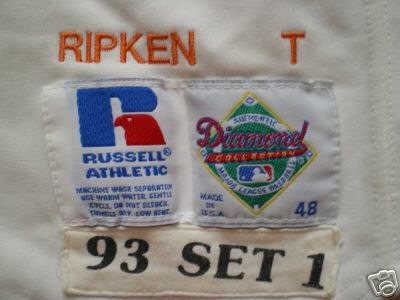 RIPKEN T
RUSSELL®
ATHLETIC
MACHINE WASH SEPARATION
USE WARM WATER. GENTLE
CYCLE. DO NOT BLEACH.
TUMBLE DRY. LOW HEAT.
AUTHENTIC
Diamond
COLLECTION
MAJOR LEAGUE BASEBALL
MADE
IN
U.S.A
48
93 SET 1